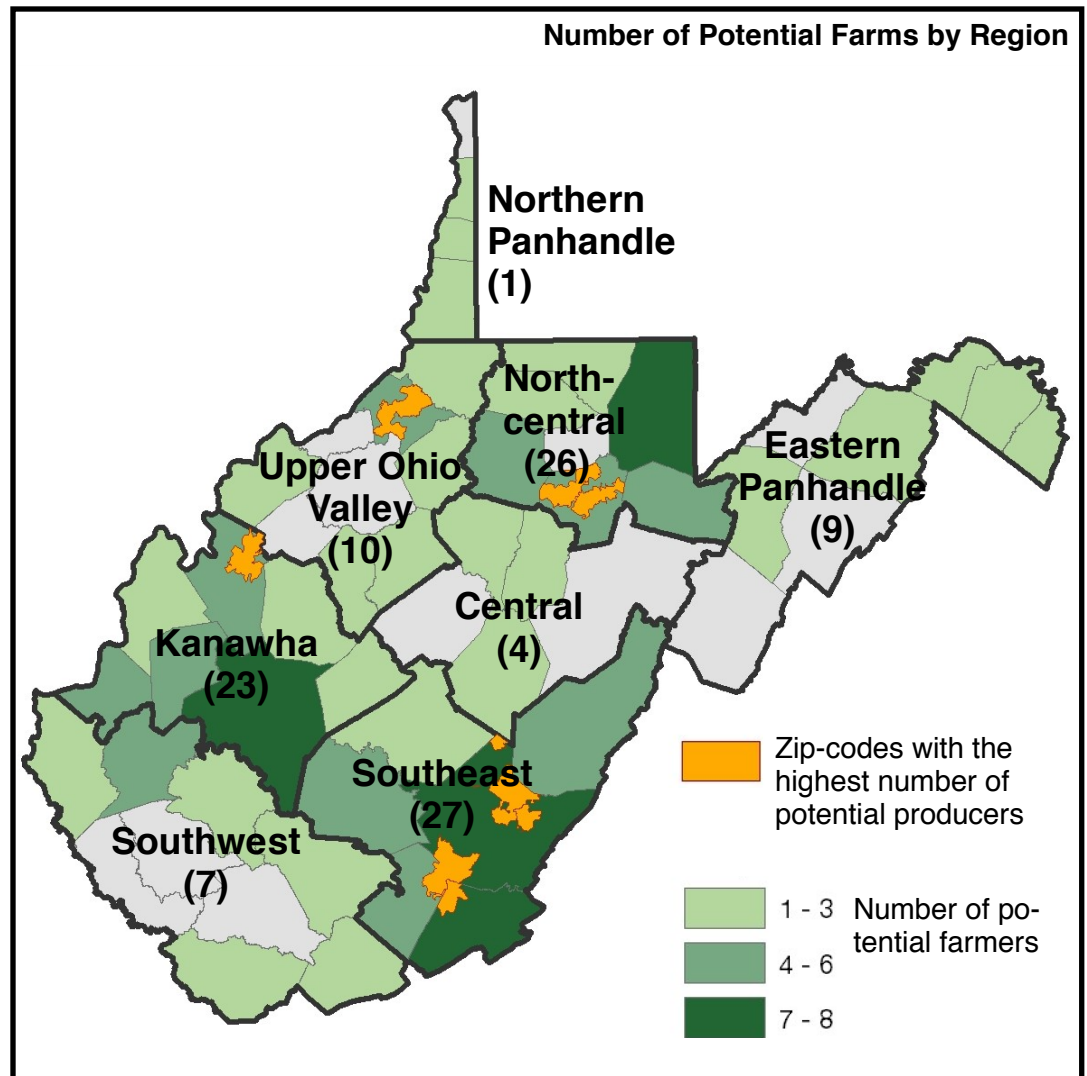 Number of Potential Farms by Region
Northern
Panhandle
(1)
North-
central
(26)
Eastern
Panhandle
(9)
Upper Ohio
Valley
(10)
Central
(4)
Kanawha
(23)
Southeast
(27)
Southwest
(7)
Zip-codes with the
highest number of
potential producers
1 - 3
4 - 6
7 - 8
Number of po-
tential farmers